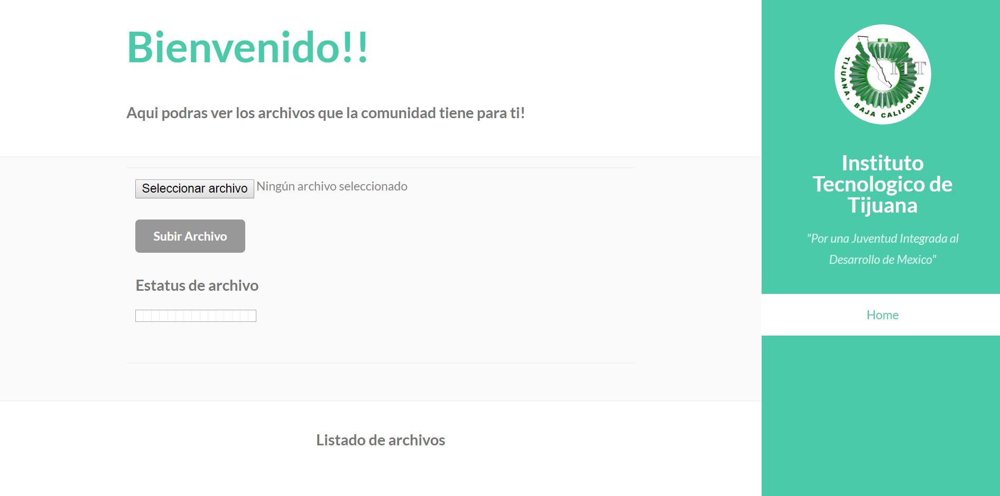 Bienvenido!!
Aqui podras ver los archivos que la comunidad tiene para ti!
Seleccionar archivo Ningún archivo seleccionado
Subir Archivo
Estatus de archivo
Listado de archivos
ITT
TIJUANA, BAJA CALIFORNIA
Instituto
Tecnologico de
Tijuana
"Por una Juventud Integrada al
Desarrollo de Mexico"
Home